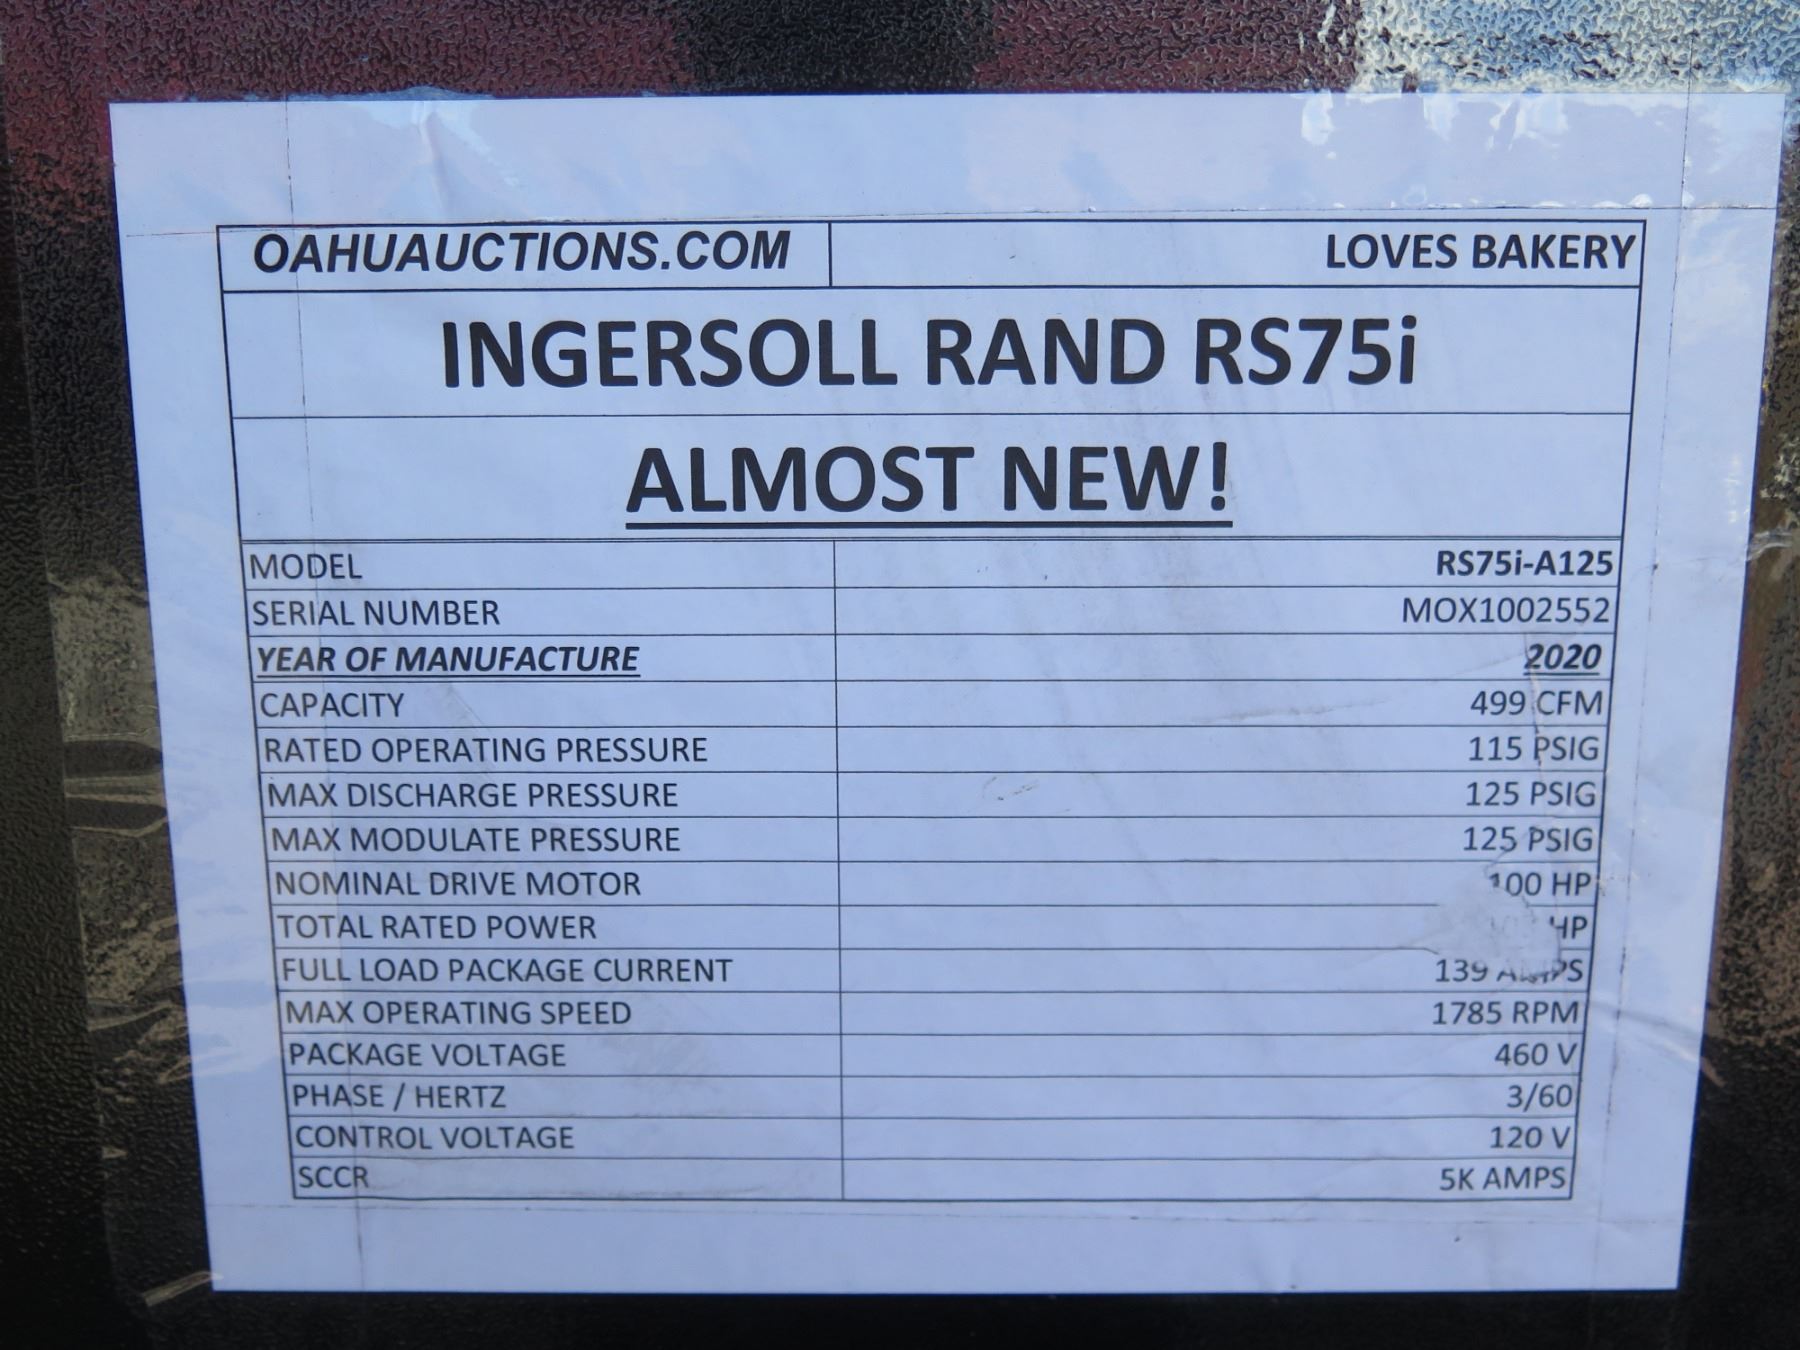 OAHUAUCTIONS.COM LOVES BAKERY
INGERSOLL RAND RS75i
ALMOST NEW!
MODEL RS75i-A125
SERIAL NUMBER MOX1002552
YEAR OF MANUFACTURE 2020
CAPACITY 499 CFM
RATED OPERATING PRESSURE 115 PSIG
MAX DISCHARGE PRESSURE 125 PSIG
MAX MODULATE PRESSURE 125 PSIG
NOMINAL DRIVE MOTOR 100 HP
TOTAL RATED POWER HP
FULL LOAD PACKAGE CURRENT 139 AMPS
MAX OPERATING SPEED 1785 RPM
PACKAGE VOLTAGE 460 V
PHASE / HERTZ 3/60
CONTROL VOLTAGE 120 V
SCCR 5K AMPS